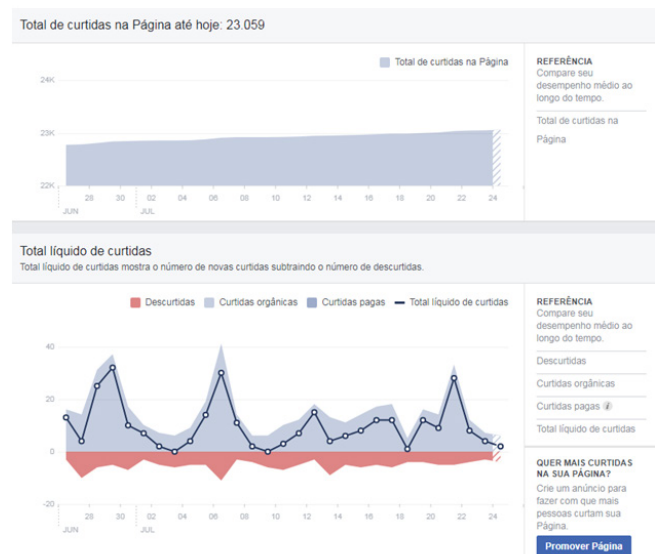 Total de curtidas na Página até hoje: 23.059
Total de curtidas na Página
24K
23K
22K
28 30 02 04 06 08 10 12 14 16 18 20 22 24
JUN JUL
REFERÊNCIA
Compare seu
desempenho médio ao
longo do tempo.
Total de curtidas na
Página
Total líquido de curtidas
Total líquido de curtidas mostra o número de novas curtidas subtraindo o número de descurtidas.
Descurtidas Curtidas orgânicas Curtidas pagas Total líquido de curtidas
40
20
0
-20
28 30 02 04 06 08 10 12 14 16 18 20 22 24
JUN JUL
REFERÊNCIA
Compare seu
desempenho médio ao
longo do tempo.
Descurtidas
Curtidas orgânicas
Curtidas pagas i
Total líquido de curtidas
QUER MAIS CURTIDAS
NA SUA PÁGINA?
Crie um anúncio para
fazer com que mais
pessoas curtam sua
Página.
Promover Página